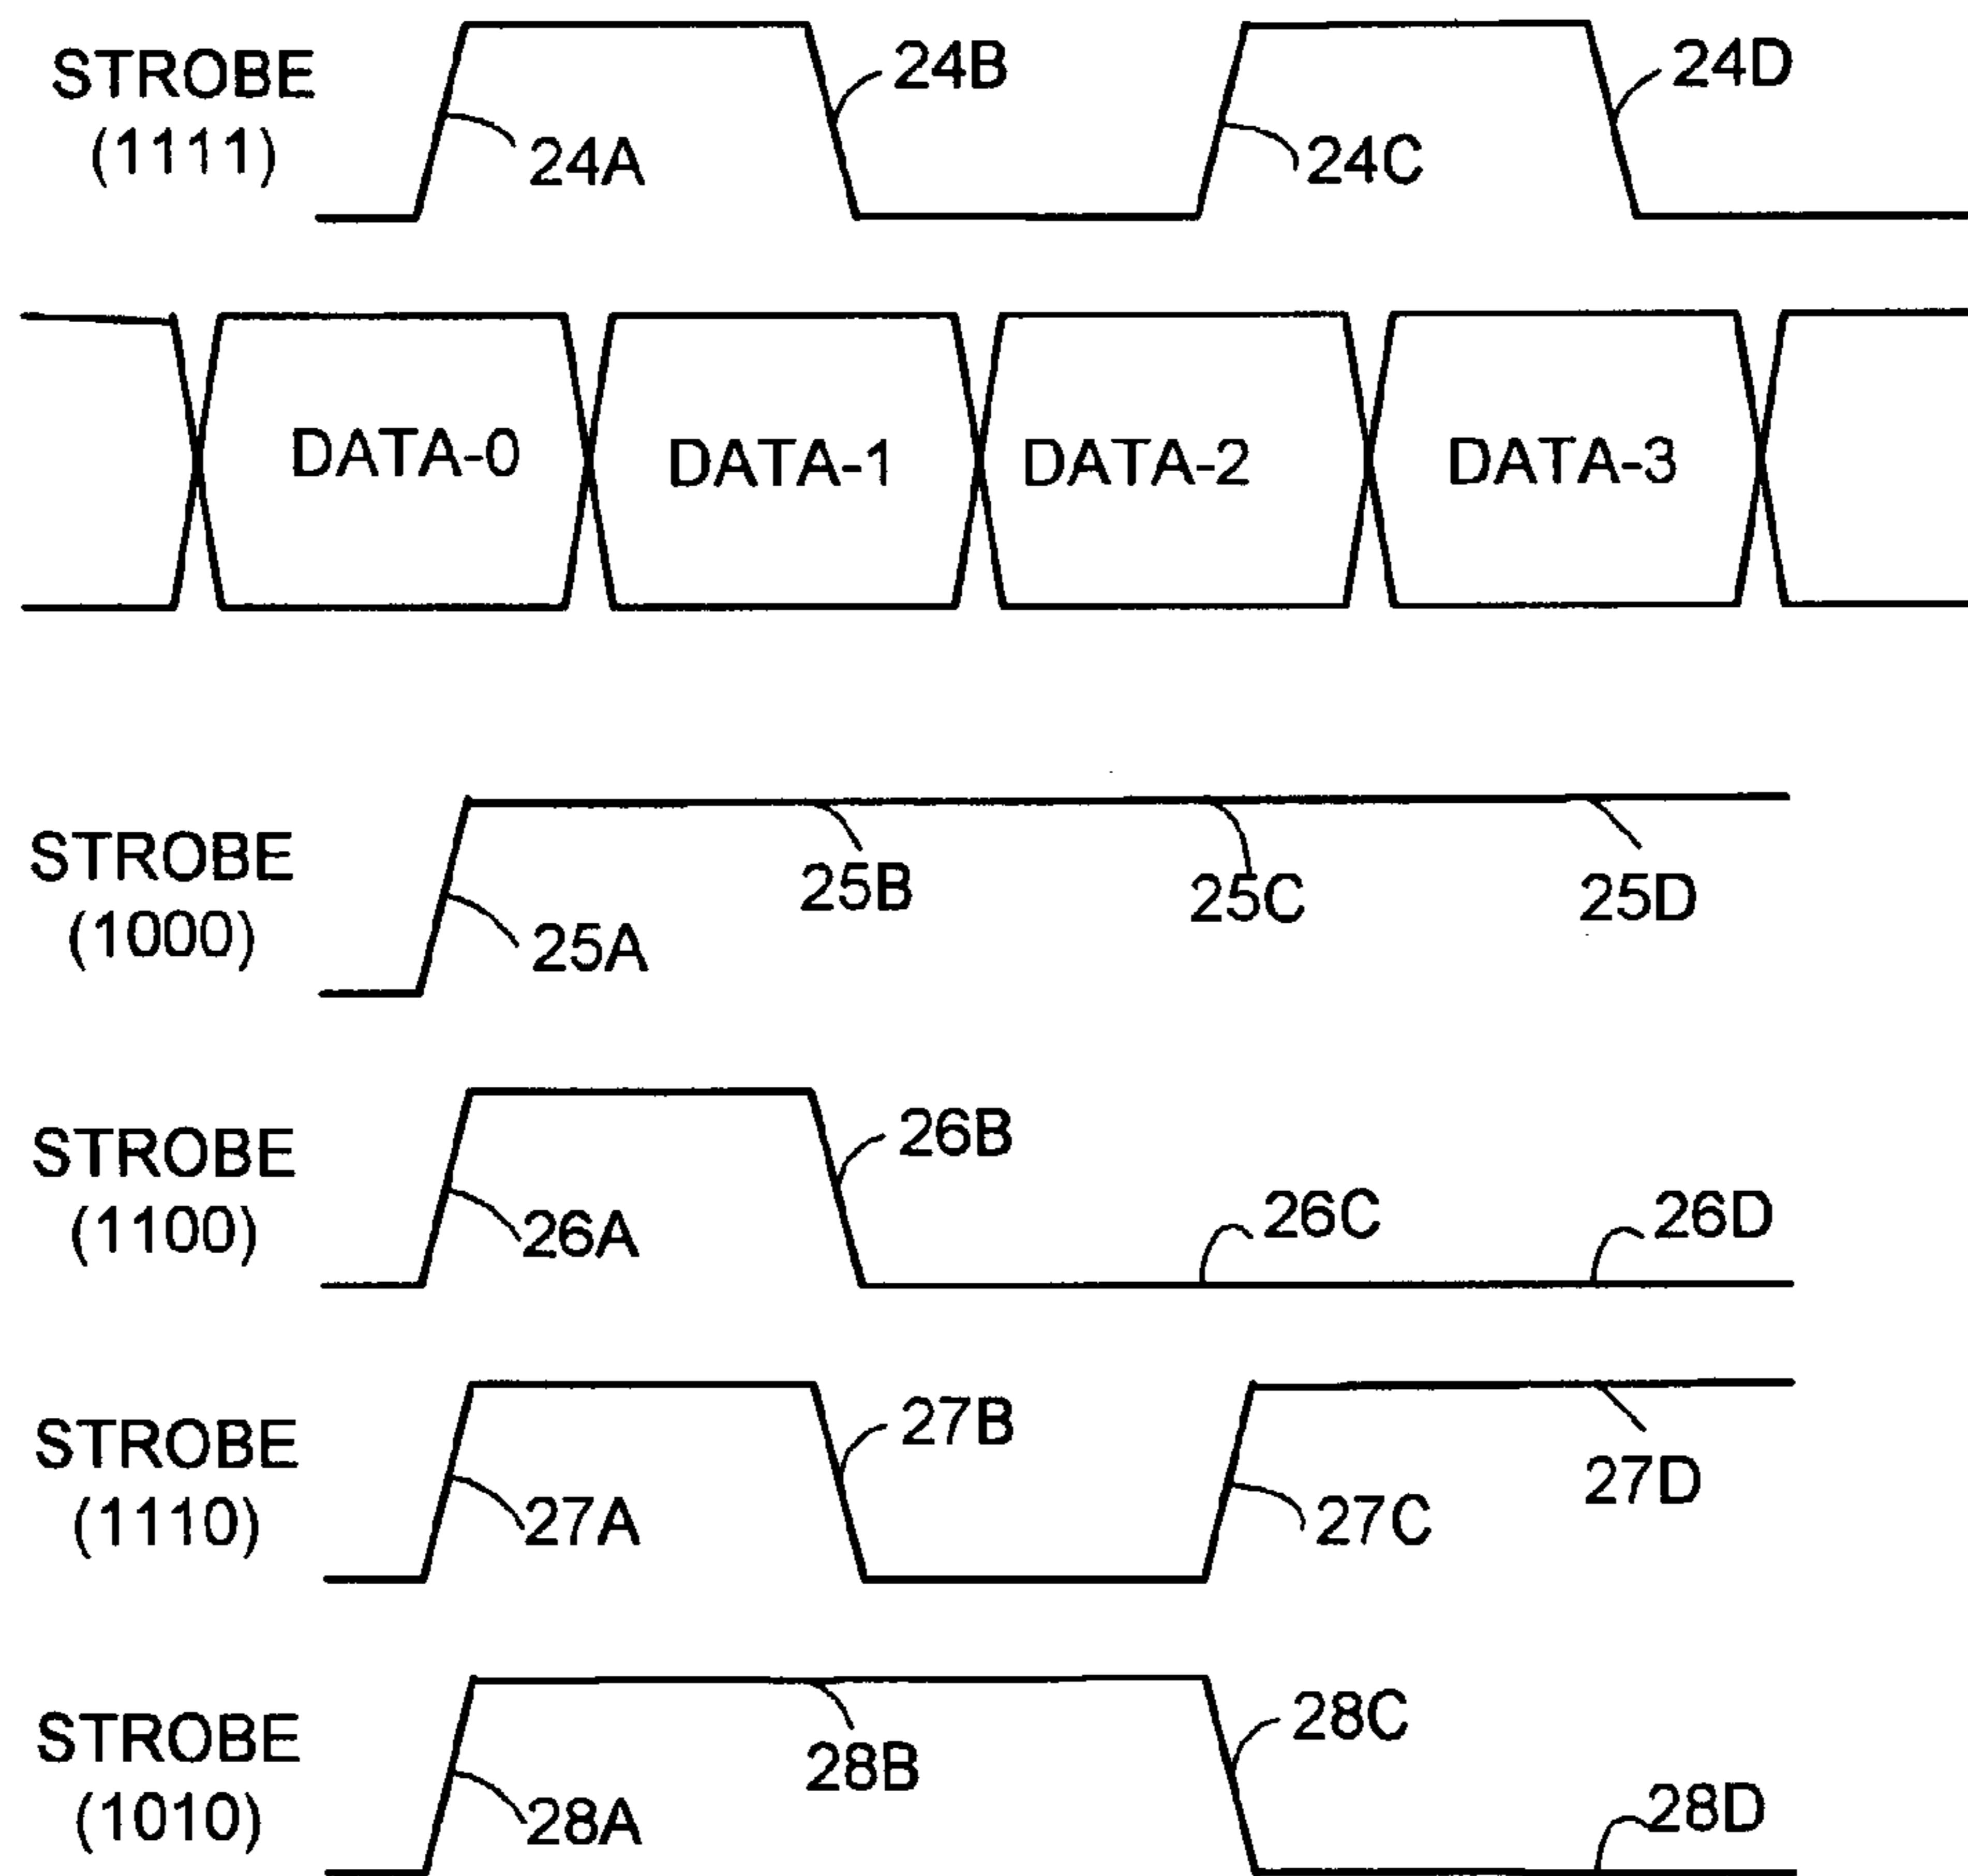 STROBE
(1111)
24A
24B
24C
24D
DATA-0
DATA-1
DATA-2
DATA-3
STROBE
(1000)
25A
25B
25C
25D
STROBE
(1100)
26A
26B
26C
26D
STROBE
(1110)
27A
27B
27C
27D
STROBE
(1010)
28A
28B
28C
28D